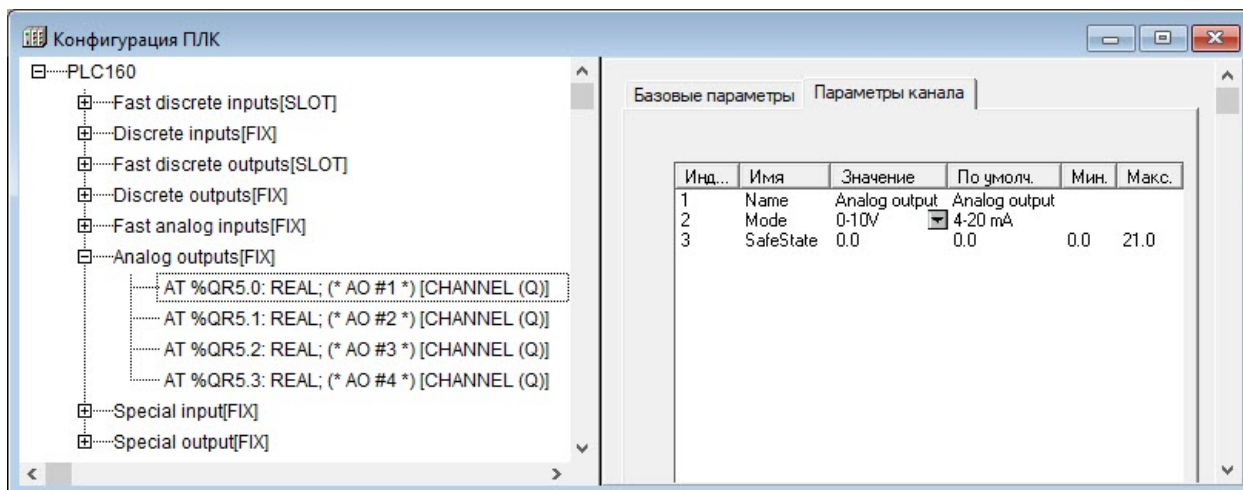 Конфигурация ПЛК
PLC160
Fast discrete inputs[SLOT]
Discrete inputs[FIX]
Fast discrete outputs[SLOT]
Discrete outputs[FIX]
Fast analog inputs[FIX]
Analog outputs[FIX]
AT %QR5.0: REAL; (* AO #1 *) [CHANNEL (Q)]
AT %QR5.1: REAL; (* AO #2 *) [CHANNEL (Q)]
AT %QR5.2: REAL; (* AO #3 *) [CHANNEL (Q)]
AT %QR5.3: REAL; (* AO #4 *) [CHANNEL (Q)]
Special input[FIX]
Special output[FIX]
Базовые параметры Параметры канала
Инд... Имя Значение По умолч. Мин. Макс.
1 Name Analog output Analog output
2 Mode 0-10V 4-20 mA
3 SafeState 0.0 0.0 0.0 21.0